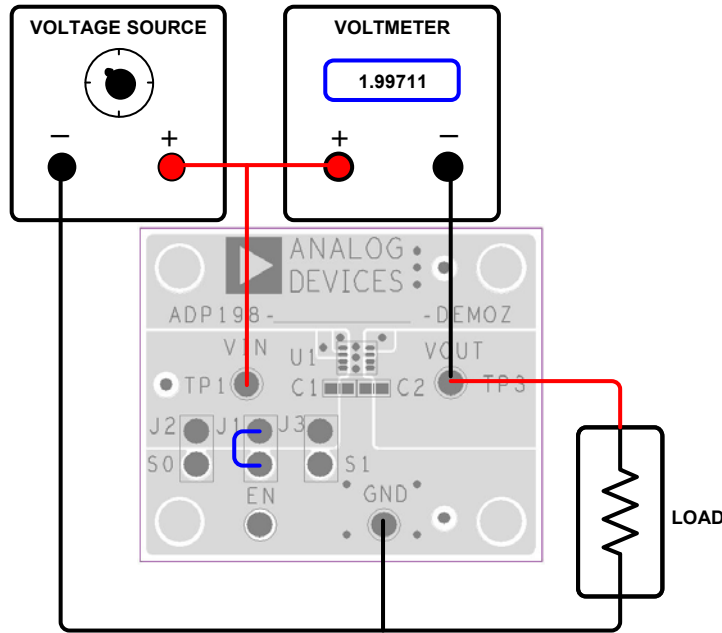 VOLTAGE SOURCE
VOLTMETER
1.99711
− +
+ −
ANALOG
DEVICES
ADP198-__________-DEMOZ
VIN
U1
VOUT
TP1
C1
C2
TP3
J2
J1
J3
S0
S1
EN
GND
LOAD